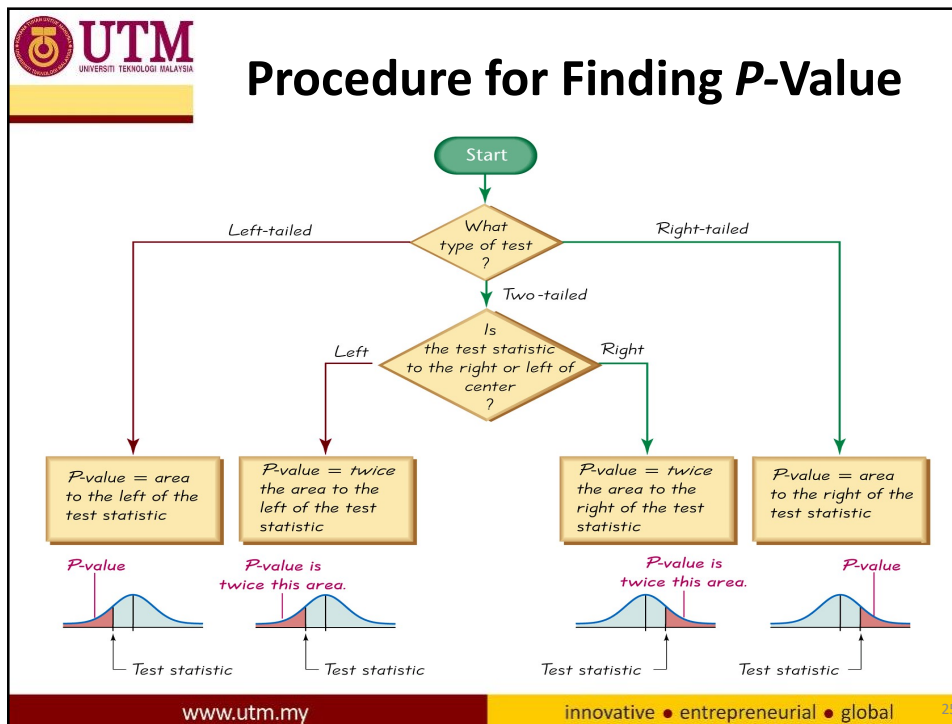 UTM
UNIVERSITI TEKNOLOGI MALAYSIA
Procedure for Finding P-Value
Start
What
type of test
?
Left-tailed
Right-tailed
Two-tailed
Is
the test statistic
to the right or left of
center
?
Left
Right
P-value = area
to the left of the
test statistic
P-value = twice
the area to the
left of the test
statistic
P-value = twice
the area to the
right of the test
statistic
P-value = area
to the right of the
test statistic
P-value
P-value is
twice this area.
P-value is
twice this area.
P-value
Test statistic
Test statistic
Test statistic
Test statistic
www.utm.my
innovative ● entrepreneurial ● global